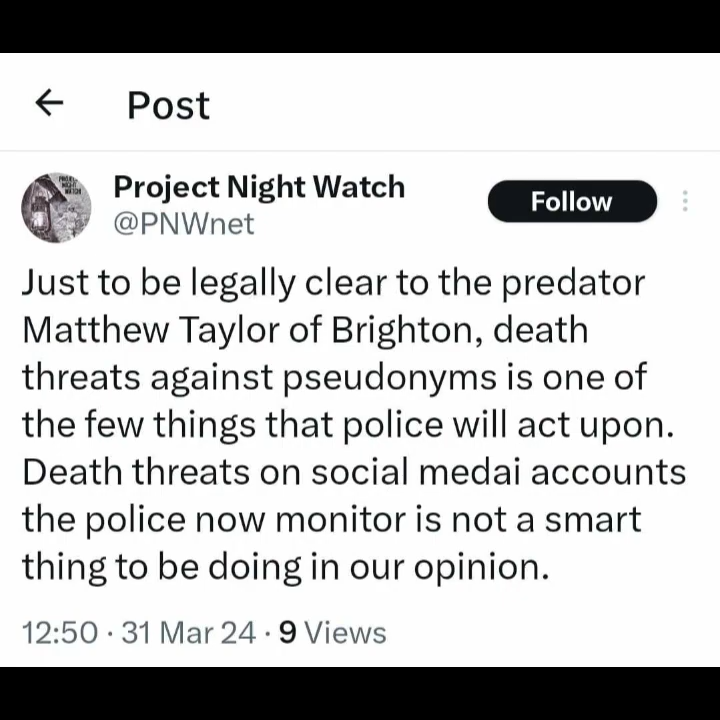 Post
Project Night Watch
@PNWnet
Follow
Just to be legally clear to the predator
Matthew Taylor of Brighton, death
threats against pseudonyms is one of
the few things that police will act upon.
Death threats on social medai accounts
the police now monitor is not a smart
thing to be doing in our opinion.
12:50 · 31 Mar 24 · 9 Views